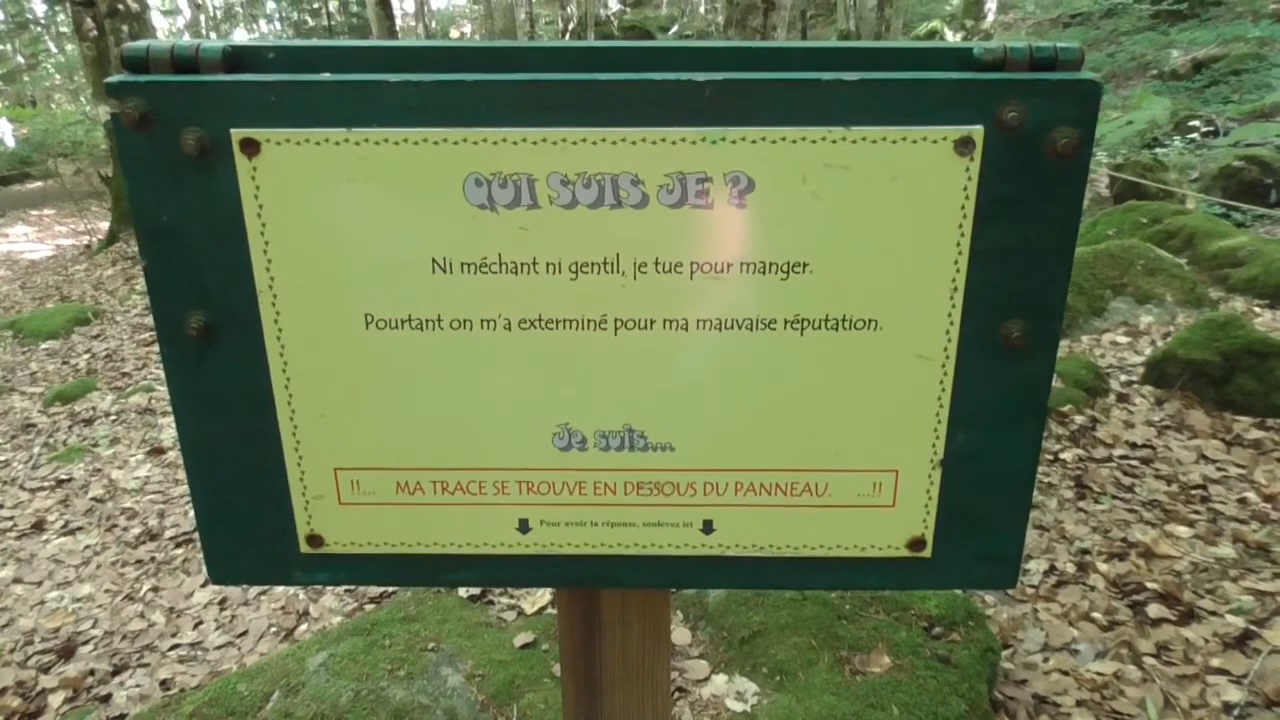 QUI SUIS JE ?
Ni méchant ni gentil, je tue pour manger.
Pourtant on m'a exterminé pour ma mauvaise réputation.
Je suis...
!!... MA TRACE SE TROUVE EN DESSOUS DU PANNEAU. ...!!
Pour avoir la réponse, soulevez ici